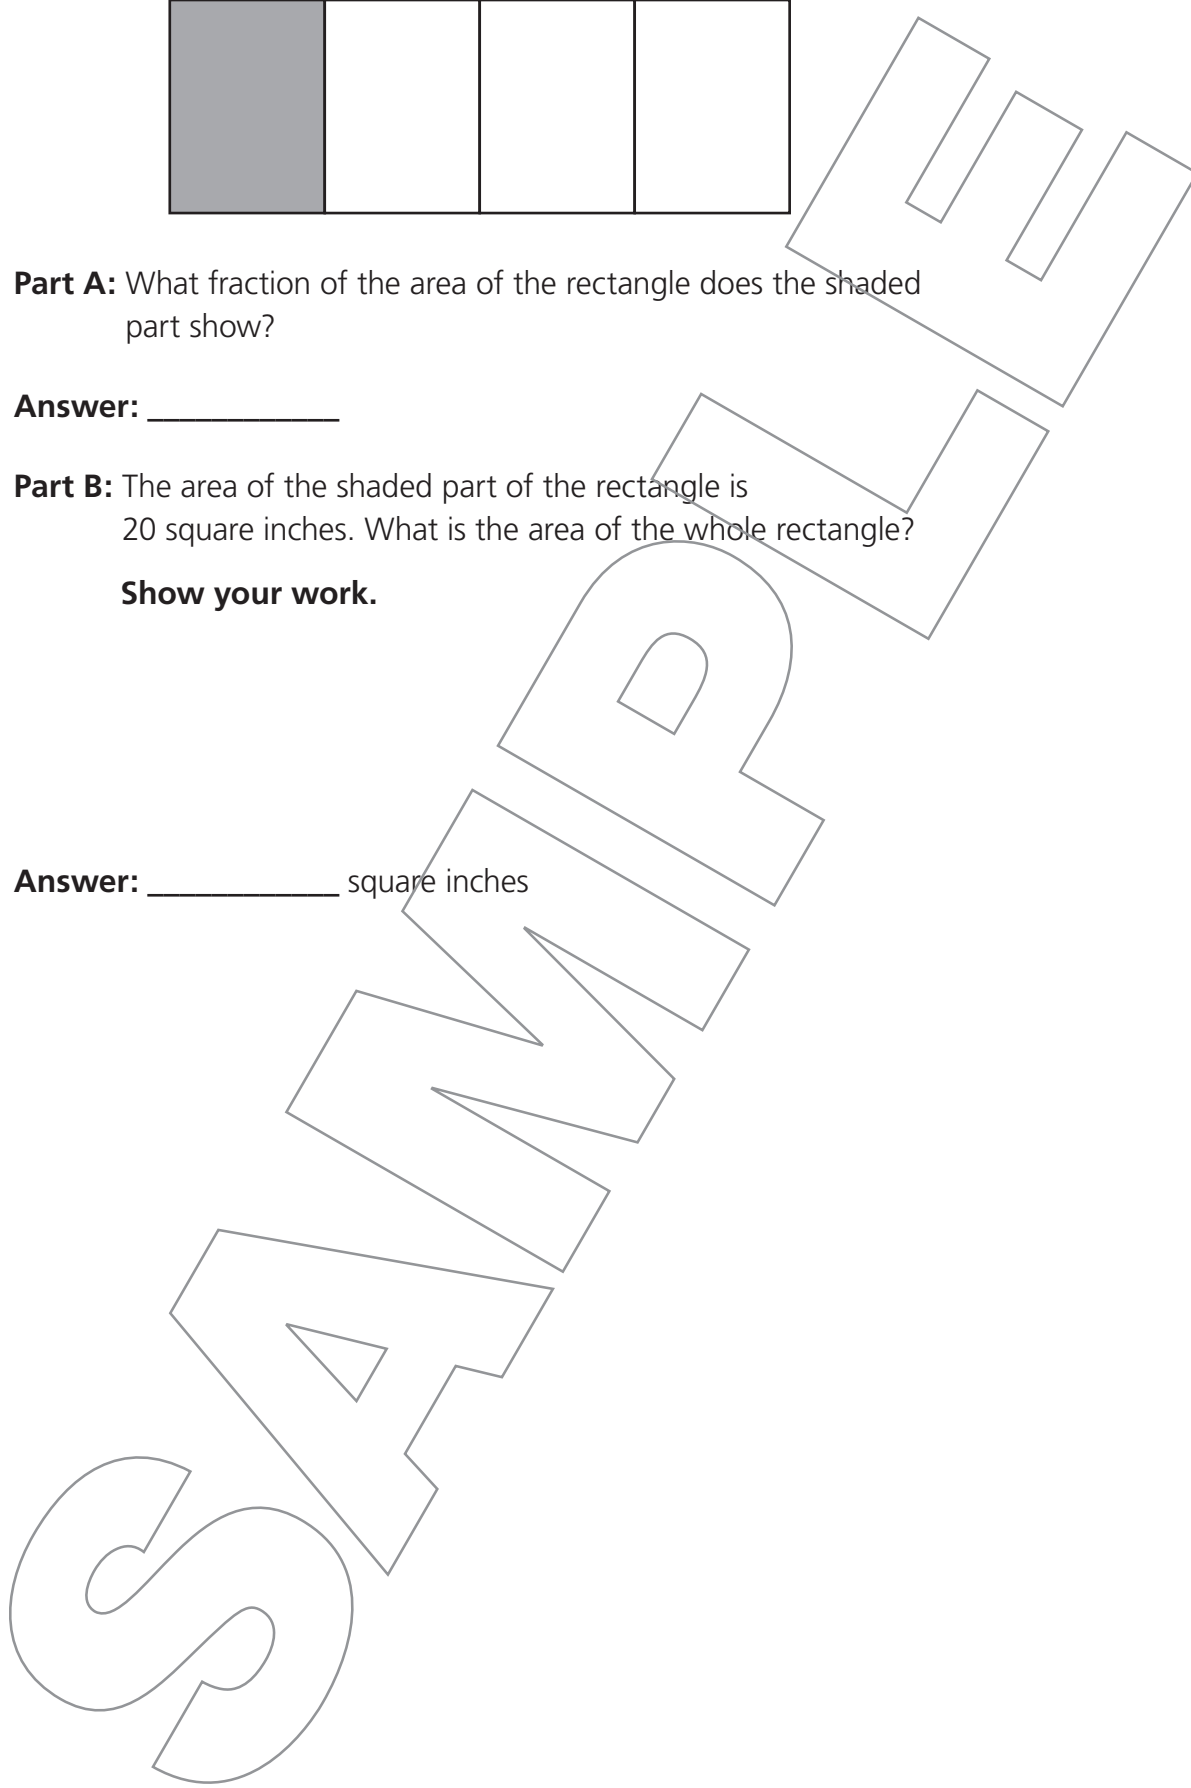 Part A: What fraction of the area of the rectangle does the shaded
part show?
Answer: ____________
Part B: The area of the shaded part of the rectangle is
20 square inches. What is the area of the whole rectangle?
Show your work.
Answer: ____________ square inches
SAMPLE